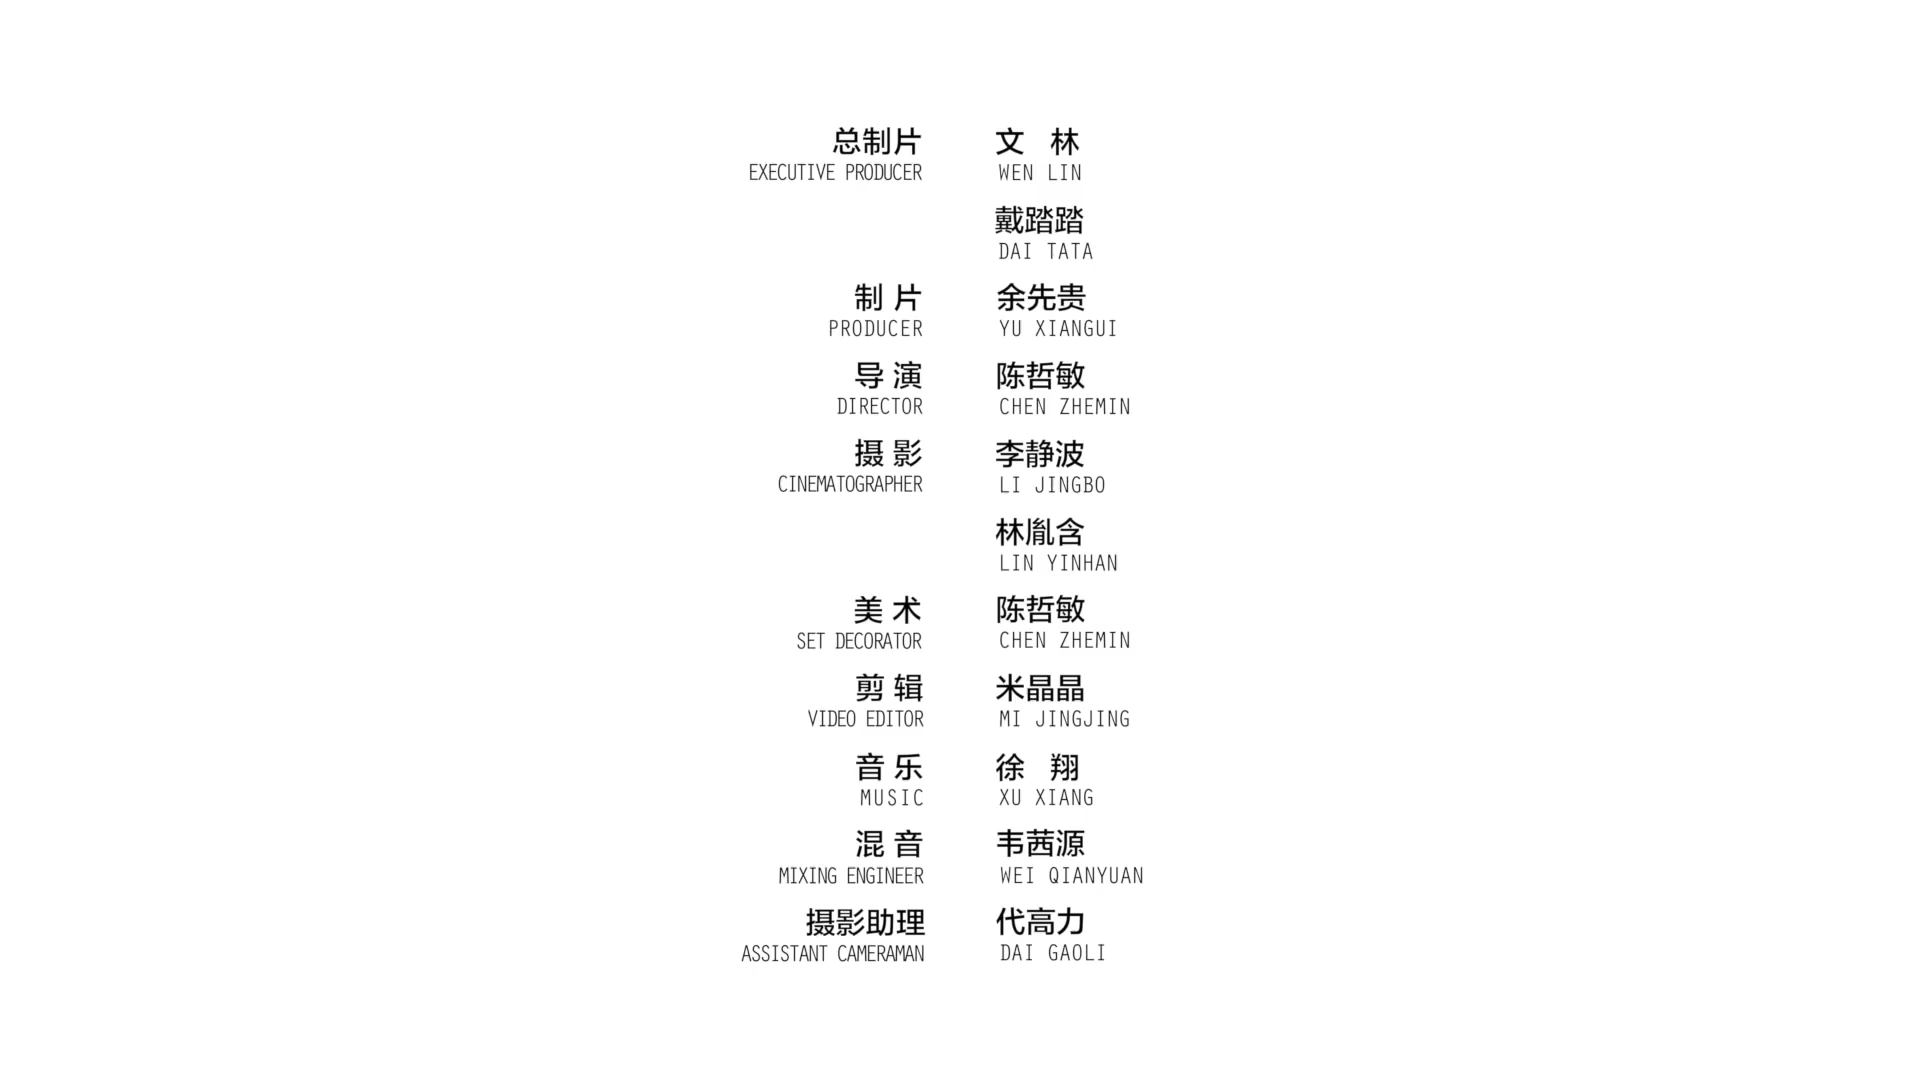 总制片 文 林
EXECUTIVE PRODUCER WEN LIN
戴踏踏
DAI TATA
制 片 余先贵
PRODUCER YU XIANGUI
导 演 陈哲敏
DIRECTOR CHEN ZHEMIN
摄 影 李静波
CINEMATOGRAPHER LI JINGBO
林胤含
LIN YINHAN
美 术 陈哲敏
SET DECORATOR CHEN ZHEMIN
剪 辑 米晶晶
VIDEO EDITOR MI JINGJING
音 乐 徐 翔
MUSIC XU XIANG
混 音 韦茜源
MIXING ENGINEER WEI QIANYUAN
摄影助理 代高力
ASSISTANT CAMERAMAN DAI GAOLI